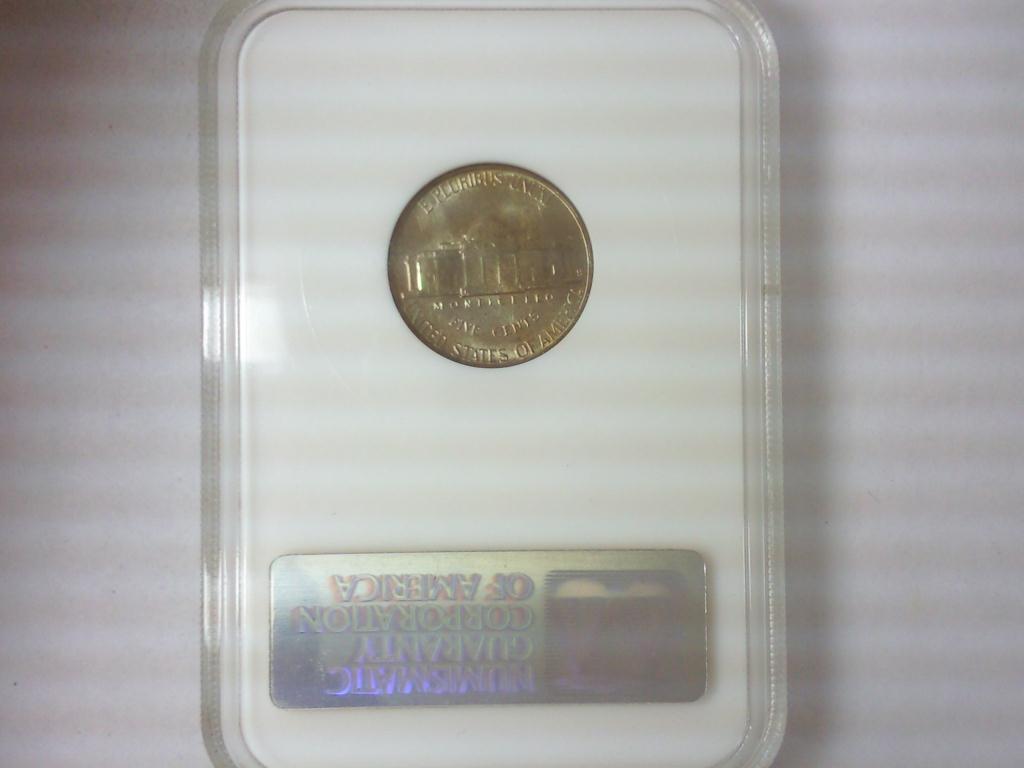 E PLURIBUS UNUM
MONTICELLO
FIVE CENTS
UNITED STATES OF AMERICA
NUMISMATIC
GUARANTY
CORPORATION
OF AMERICA